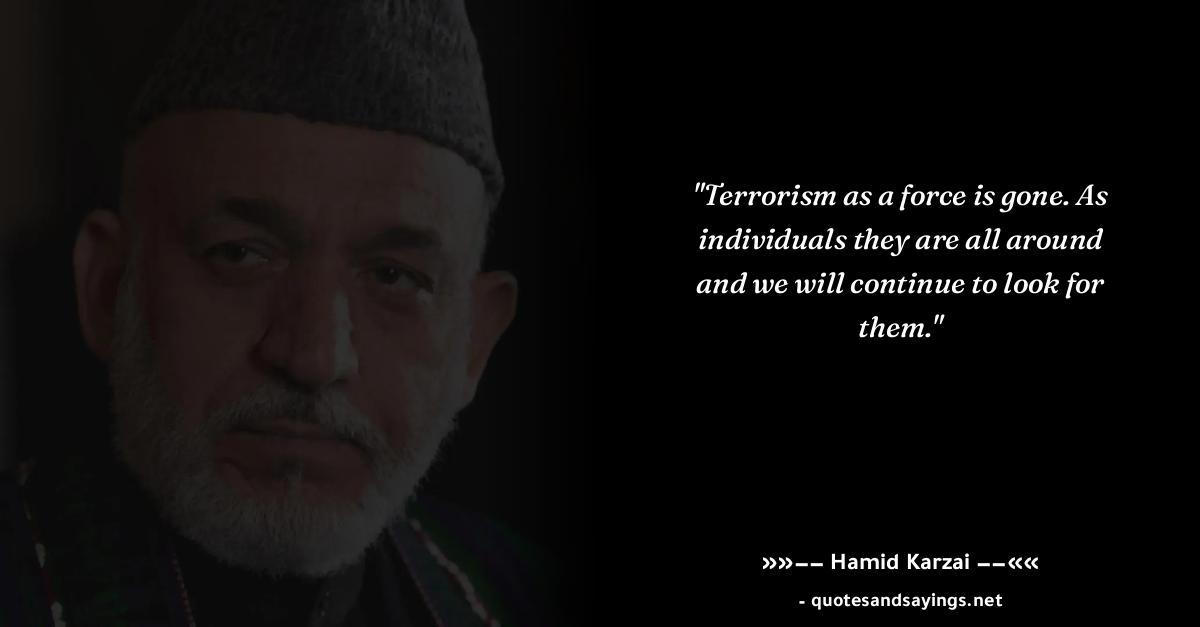 "Terrorism as a force is gone. As
individuals they are all around
and we will continue to look for
them."
»»–– Hamid Karzai ––««
- quotesandsayings.net